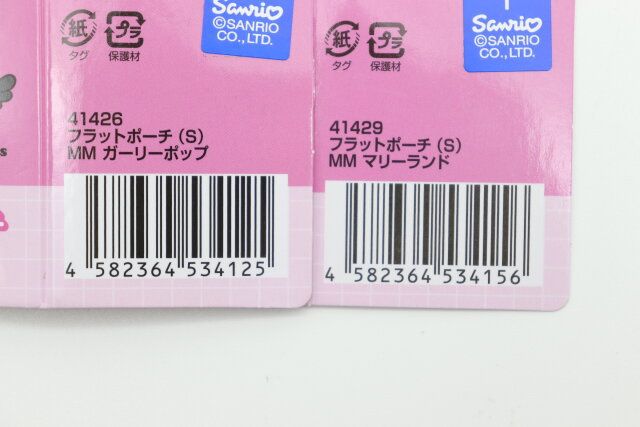 Sanrio
©SANRIO
CO.,LTD.
紙
タグ
プラ
保護材
41426
フラットポーチ（S）
MM ガーリーポップ
4 582364 534125
s
Sanrio
©SANRIO
CO.,LTD.
紙
タグ
プラ
保護材
41429
フラットポーチ（S）
MM マリーランド
4 582364 534156